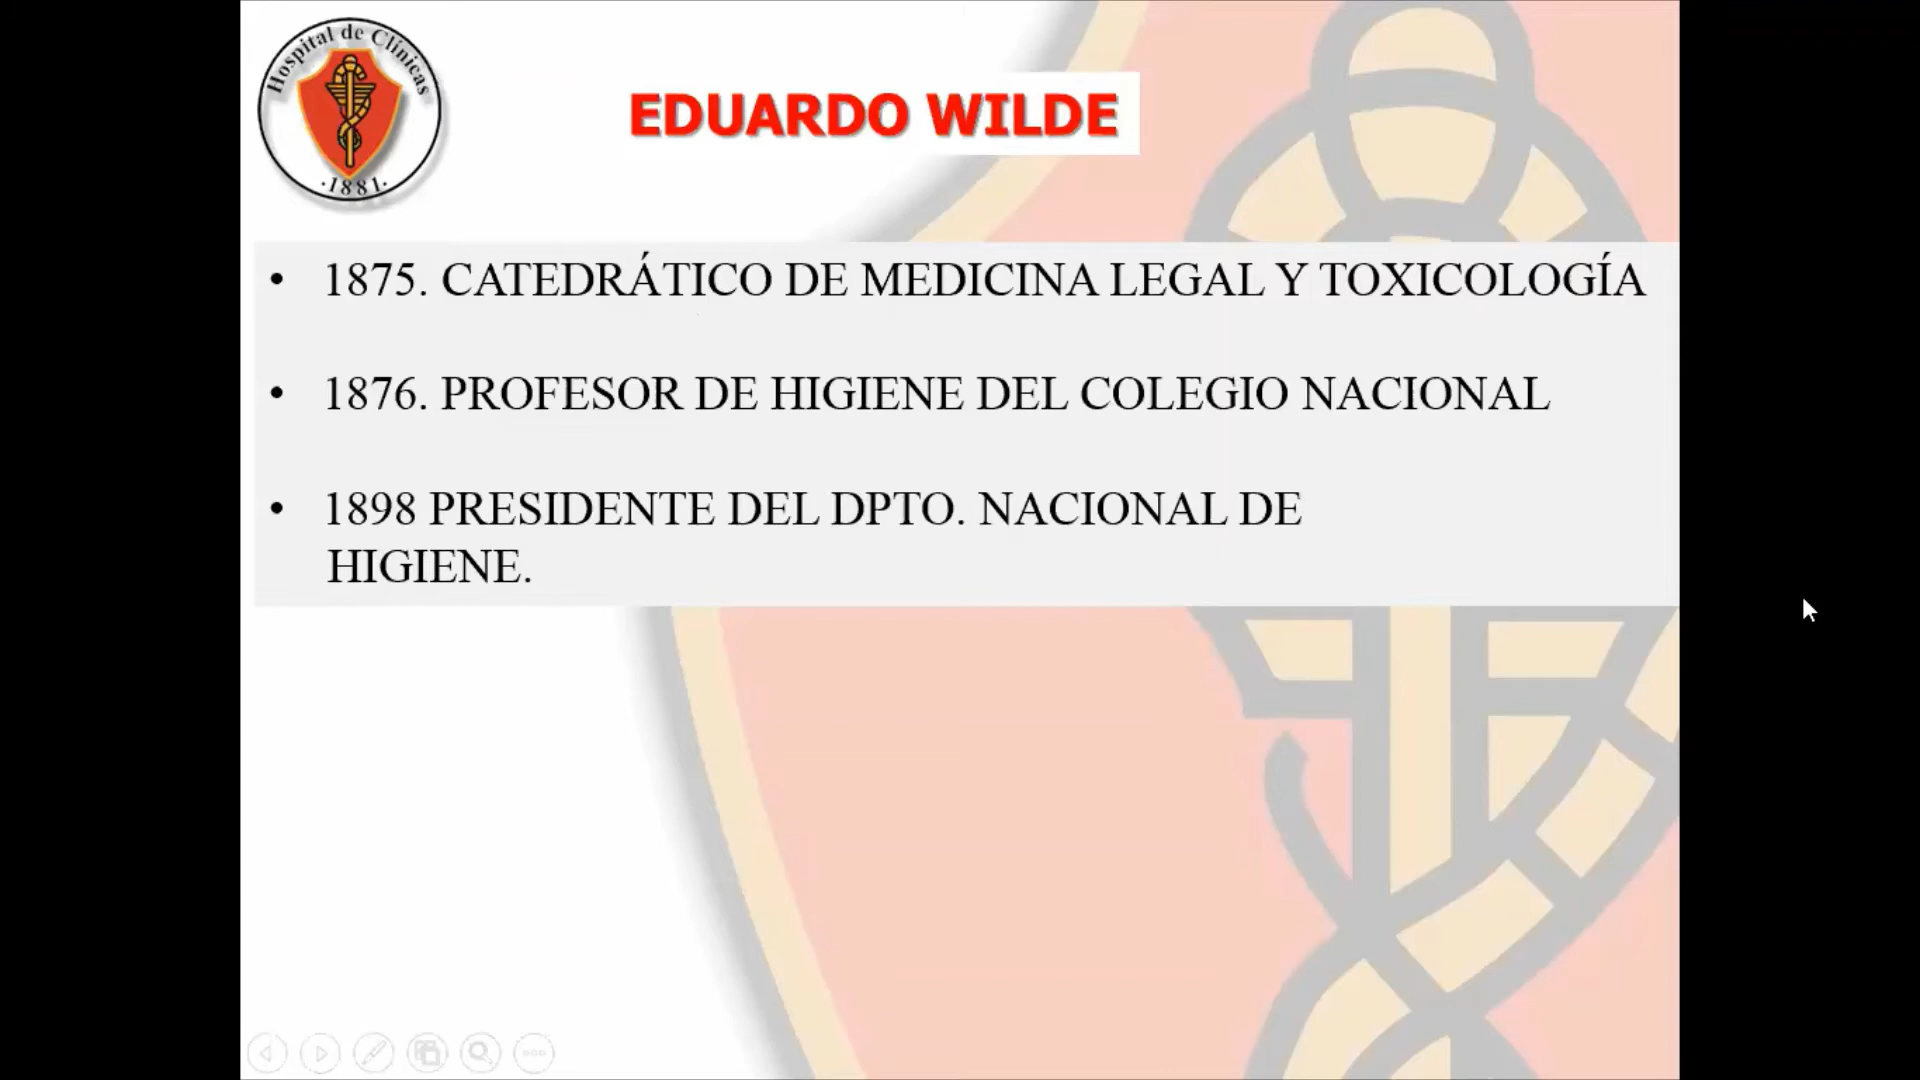 Hospital de Clínicas
·1881·
EDUARDO WILDE
• 1875. CATEDRÁTICO DE MEDICINA LEGAL Y TOXICOLOGÍA
• 1876. PROFESOR DE HIGIENE DEL COLEGIO NACIONAL
• 1898 PRESIDENTE DEL DPTO. NACIONAL DE
HIGIENE.